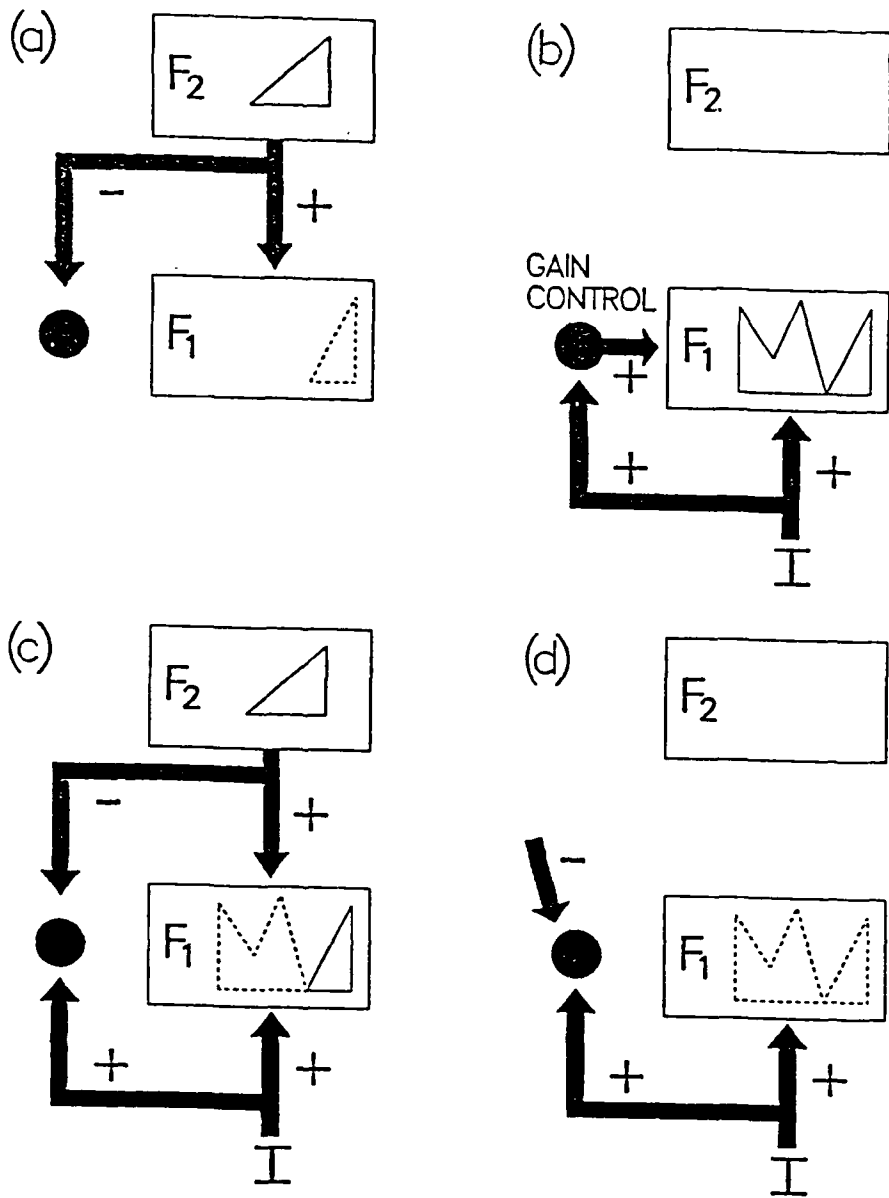 (a)
F₂
−
+
F₁
(b)
F₂.
GAIN
CONTROL
F₁
+
+
+
I
(c)
F₂
−
+
F₁
+
+
I
(d)
F₂
−
F₁
+
+
I